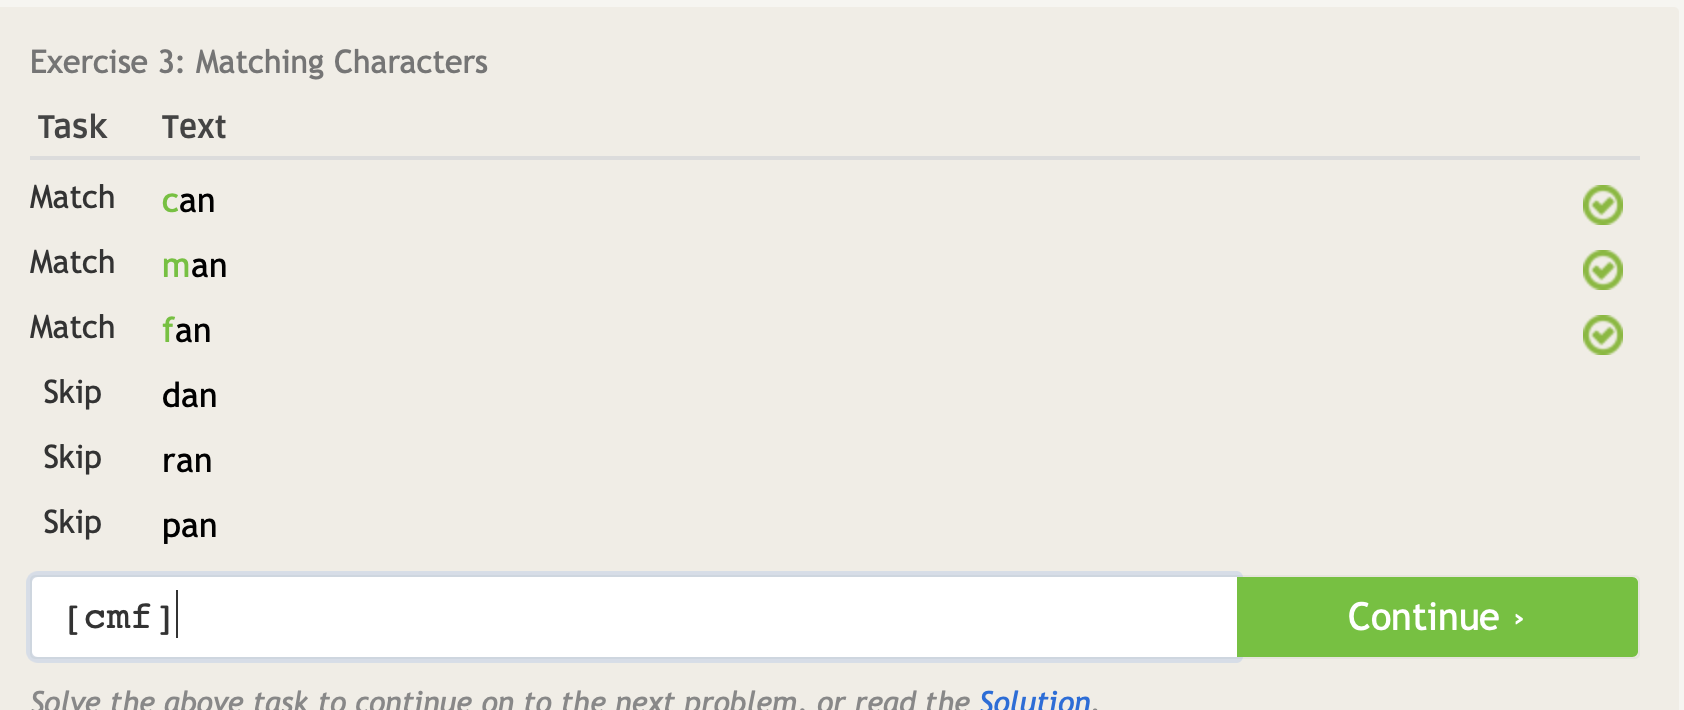 Exercise 3: Matching Characters
Task Text
Match can
Match man
Match fan
Skip dan
Skip ran
Skip pan
[cmf] Continue ›
Solve the above task to continue on to the next problem, or read the Solution.